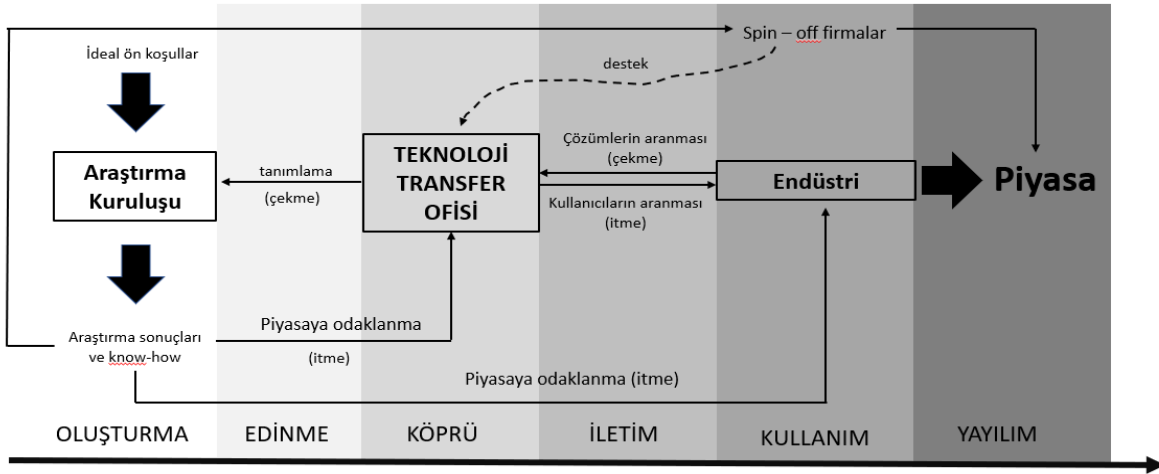 Spin – off firmalar
İdeal ön koşullar
destek
Araştırma
Kuruluşu
tanımlama
(çekme)
TEKNOLOJİ
TRANSFER
OFİSİ
Çözümlerin aranması
(çekme)
Kullanıcıların aranması
(itme)
Endüstri
Piyasa
Araştırma sonuçları
ve know-how
Piyasaya odaklanma
(itme)
Piyasaya odaklanma (itme)
OLUŞTURMA
EDİNME
KÖPRÜ
İLETİM
KULLANIM
YAYILIM